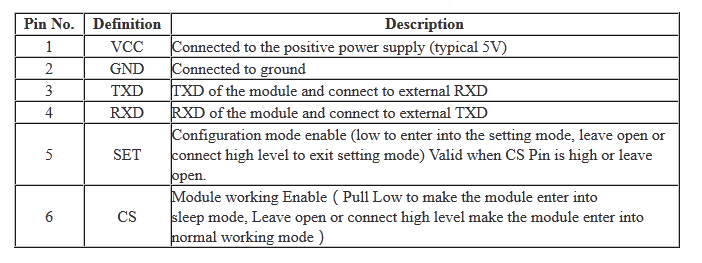 Pin No. Definition Description
1 VCC Connected to the positive power supply (typical 5V)
2 GND Connected to ground
3 TXD TXD of the module and connect to external RXD
4 RXD RXD of the module and connect to external TXD
Configuration mode enable (low to enter into the setting mode, leave open or
5 SET connect high level to exit setting mode) Valid when CS Pin is high or leave
open.
Module working Enable ( Pull Low to make the module enter into
6 CS sleep mode, Leave open or connect high level make the module enter into
normal working mode )